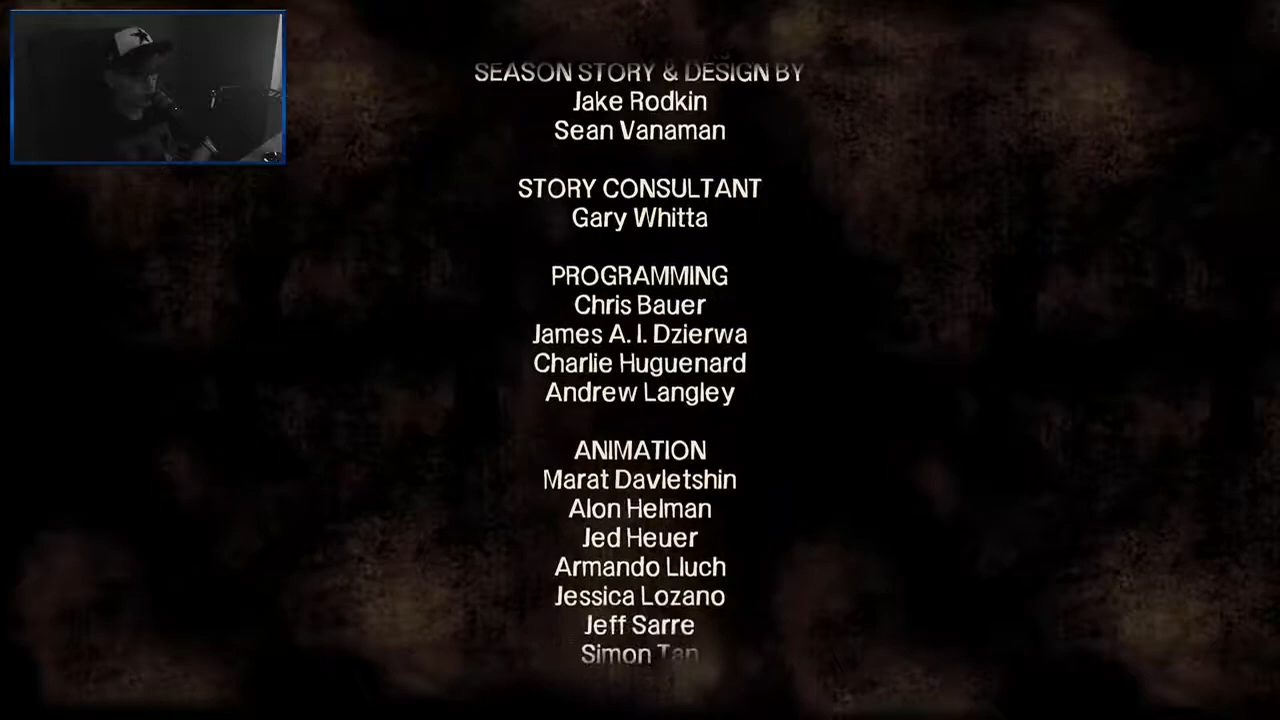 SEASON STORY & DESIGN BY
Jake Rodkin
Sean Vanaman
STORY CONSULTANT
Gary Whitta
PROGRAMMING
Chris Bauer
James A. I. Dzierwa
Charlie Huguenard
Andrew Langley
ANIMATION
Marat Davletshin
Alon Helman
Jed Heuer
Armando Lluch
Jessica Lozano
Jeff Sarre
Simon Tan